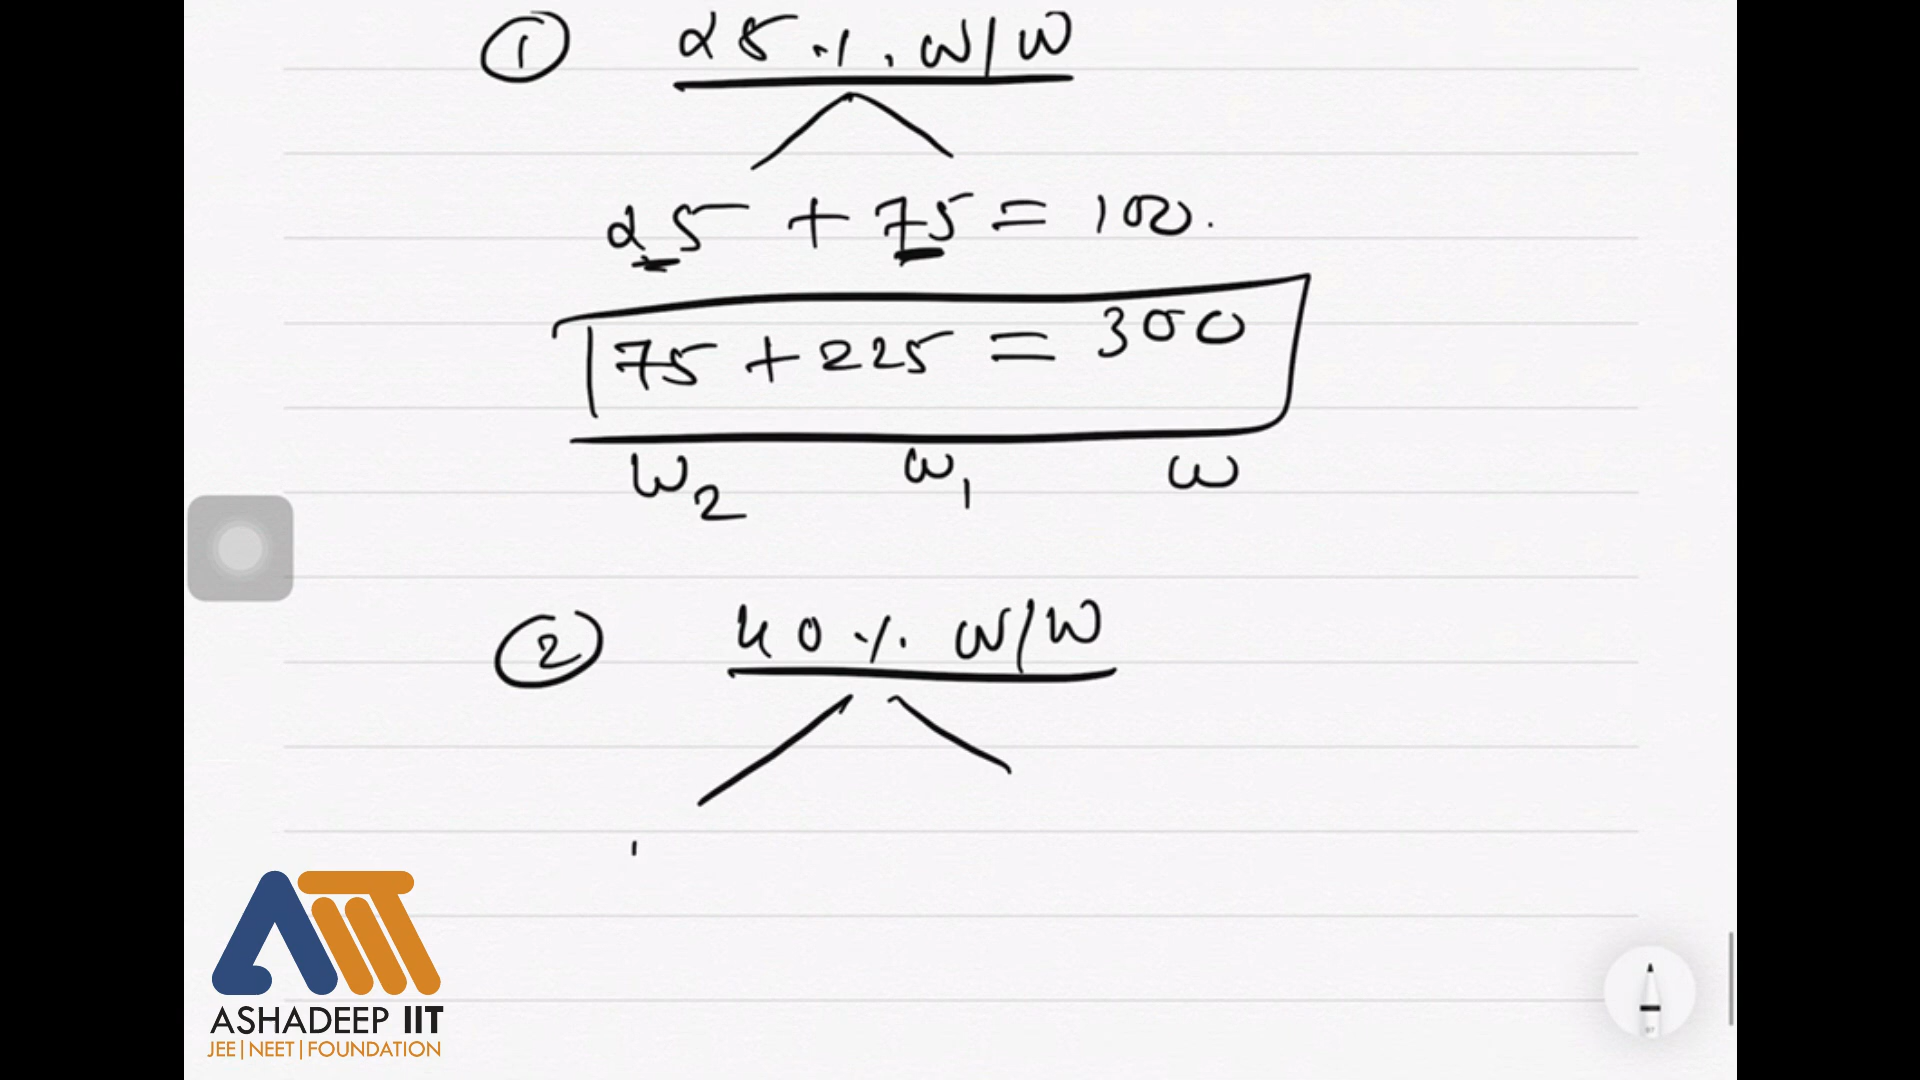 ① 25 % w/w
25 + 75 = 100.
75 + 225 = 300
W₂ W₁ W
② 40 % w/w
ASHADEEP IIT
JEE|NEET|FOUNDATION